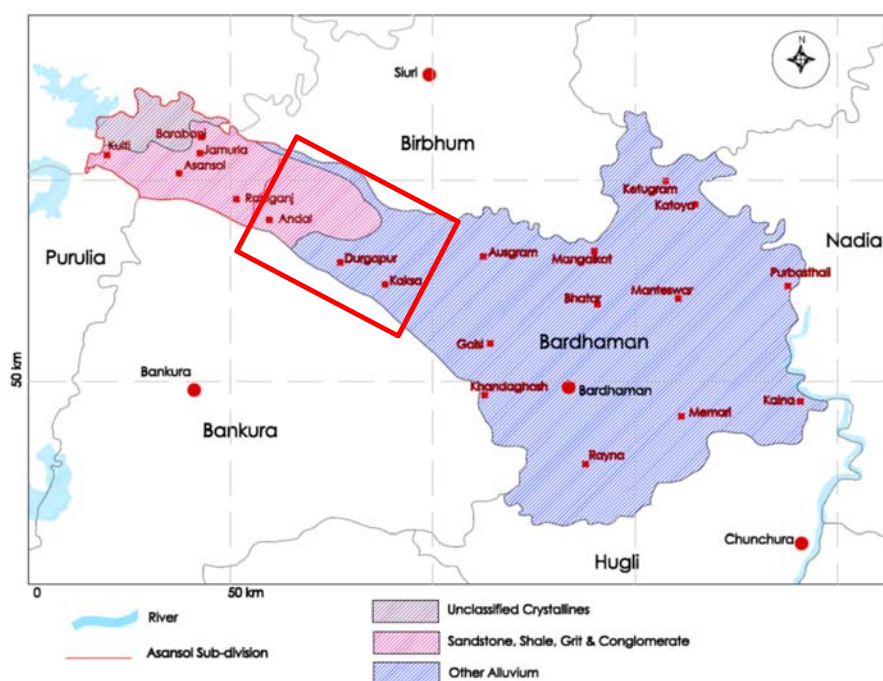 N
Siuri
Birbhum
Barabani
Kulti
Jamuria
Asansol
Raniganj
Andal
Ketugram
Katoya
Nadia
Purulia
Durgapur
Kaksa
Ausgram
Mangalkot
Purbasthali
Bhatar
Manteswar
Galsi
Bardhaman
50 km
Bankura
Khandaghash
Bardhaman
Kalna
Memari
Bankura
Rayna
Chunchura
Hugli
0
50 km
River
Asansol Sub-division
Unclassified Crystallines
Sandstone, Shale, Grit & Conglomerate
Other Alluvium